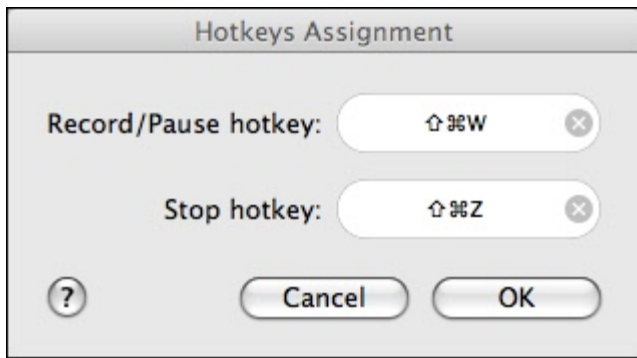 Hotkeys Assignment
Record/Pause hotkey: ⇧⌘W
Stop hotkey: ⇧⌘Z
? Cancel OK